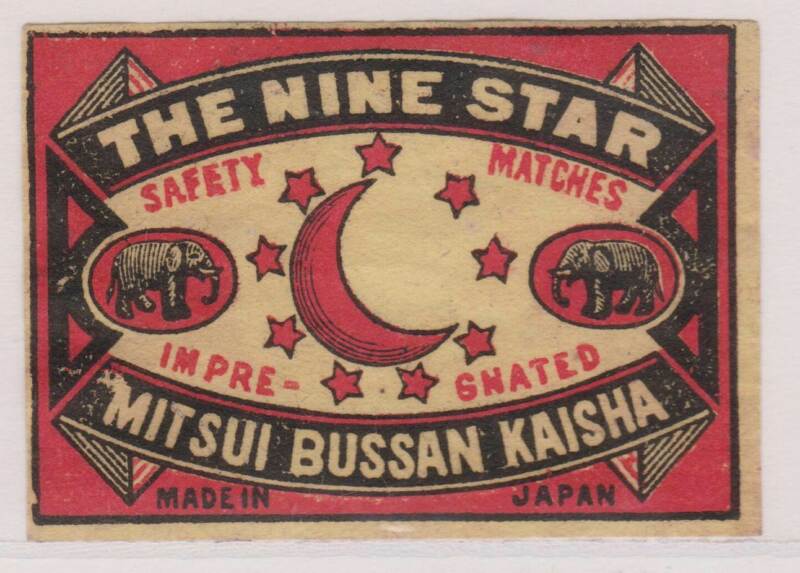 THE NINE STAR
SAFETY MATCHES
IMPRE- GNATED
MITSUI BUSSAN KAISHA
MADE IN JAPAN